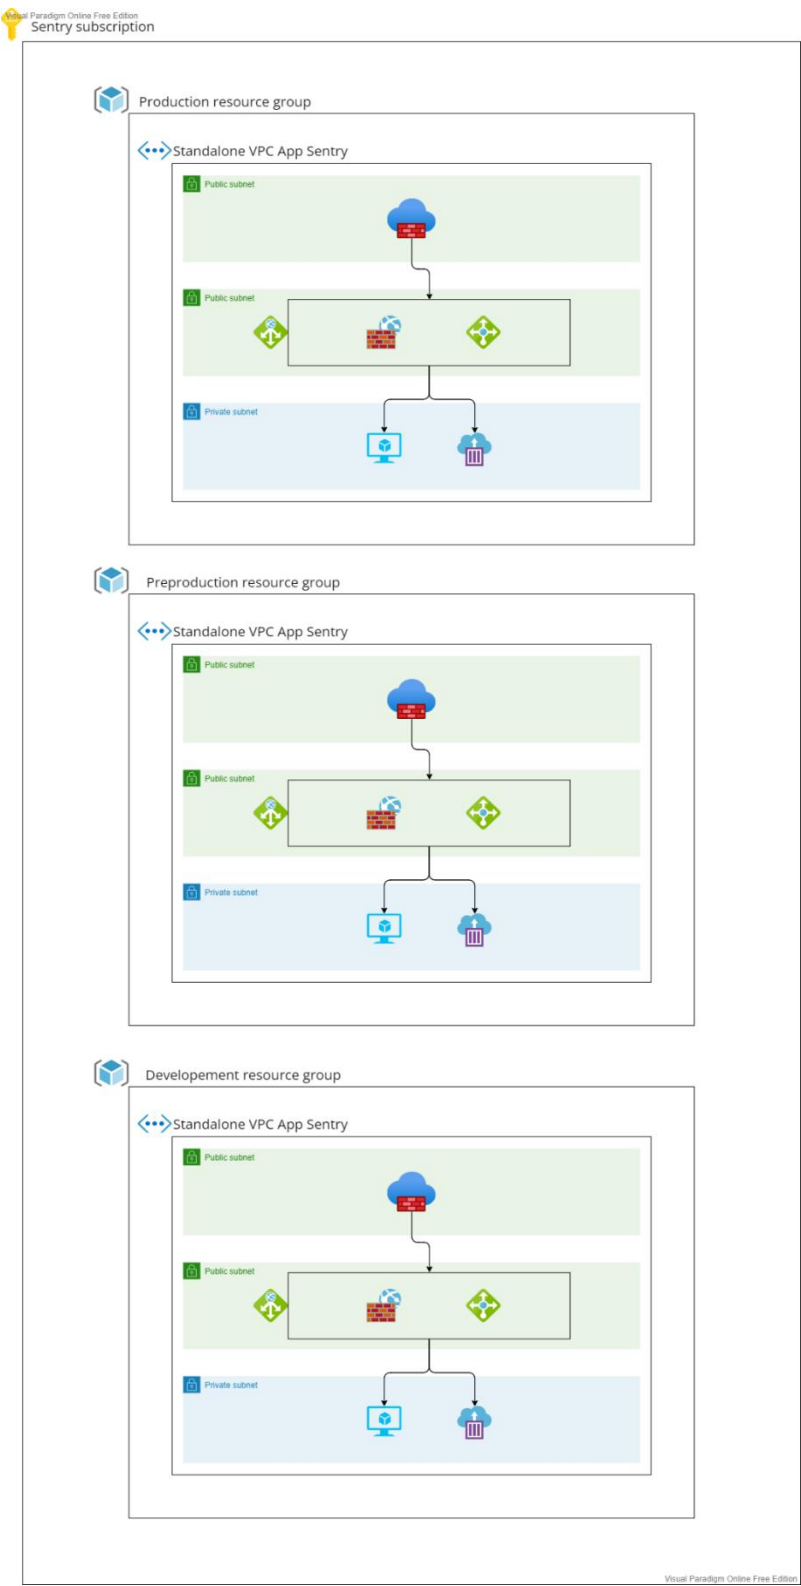 Visual Paradigm Online Free Edition
Sentry subscription
Production resource group
Standalone VPC App Sentry
Public subnet
Public subnet
Private subnet
Preproduction resource group
Standalone VPC App Sentry
Public subnet
Public subnet
Private subnet
Developement resource group
Standalone VPC App Sentry
Public subnet
Public subnet
Private subnet
Visual Paradigm Online Free Edition